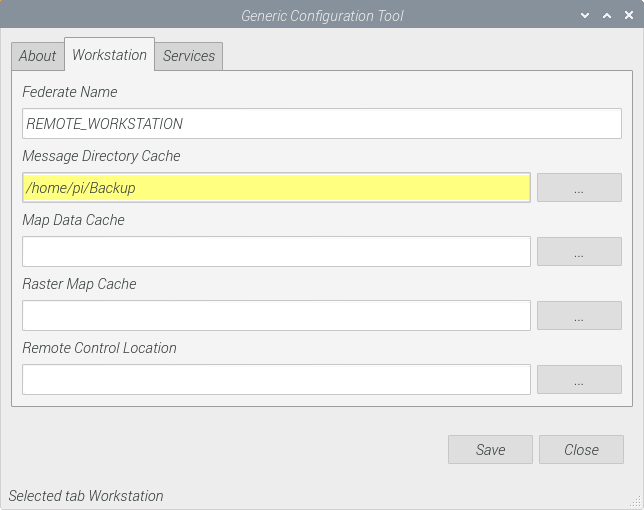 Generic Configuration Tool
About Workstation Services
Federate Name
REMOTE_WORKSTATION
Message Directory Cache
/home/pi/Backup ...
Map Data Cache
...
Raster Map Cache
...
Remote Control Location
...
Save Close
Selected tab Workstation